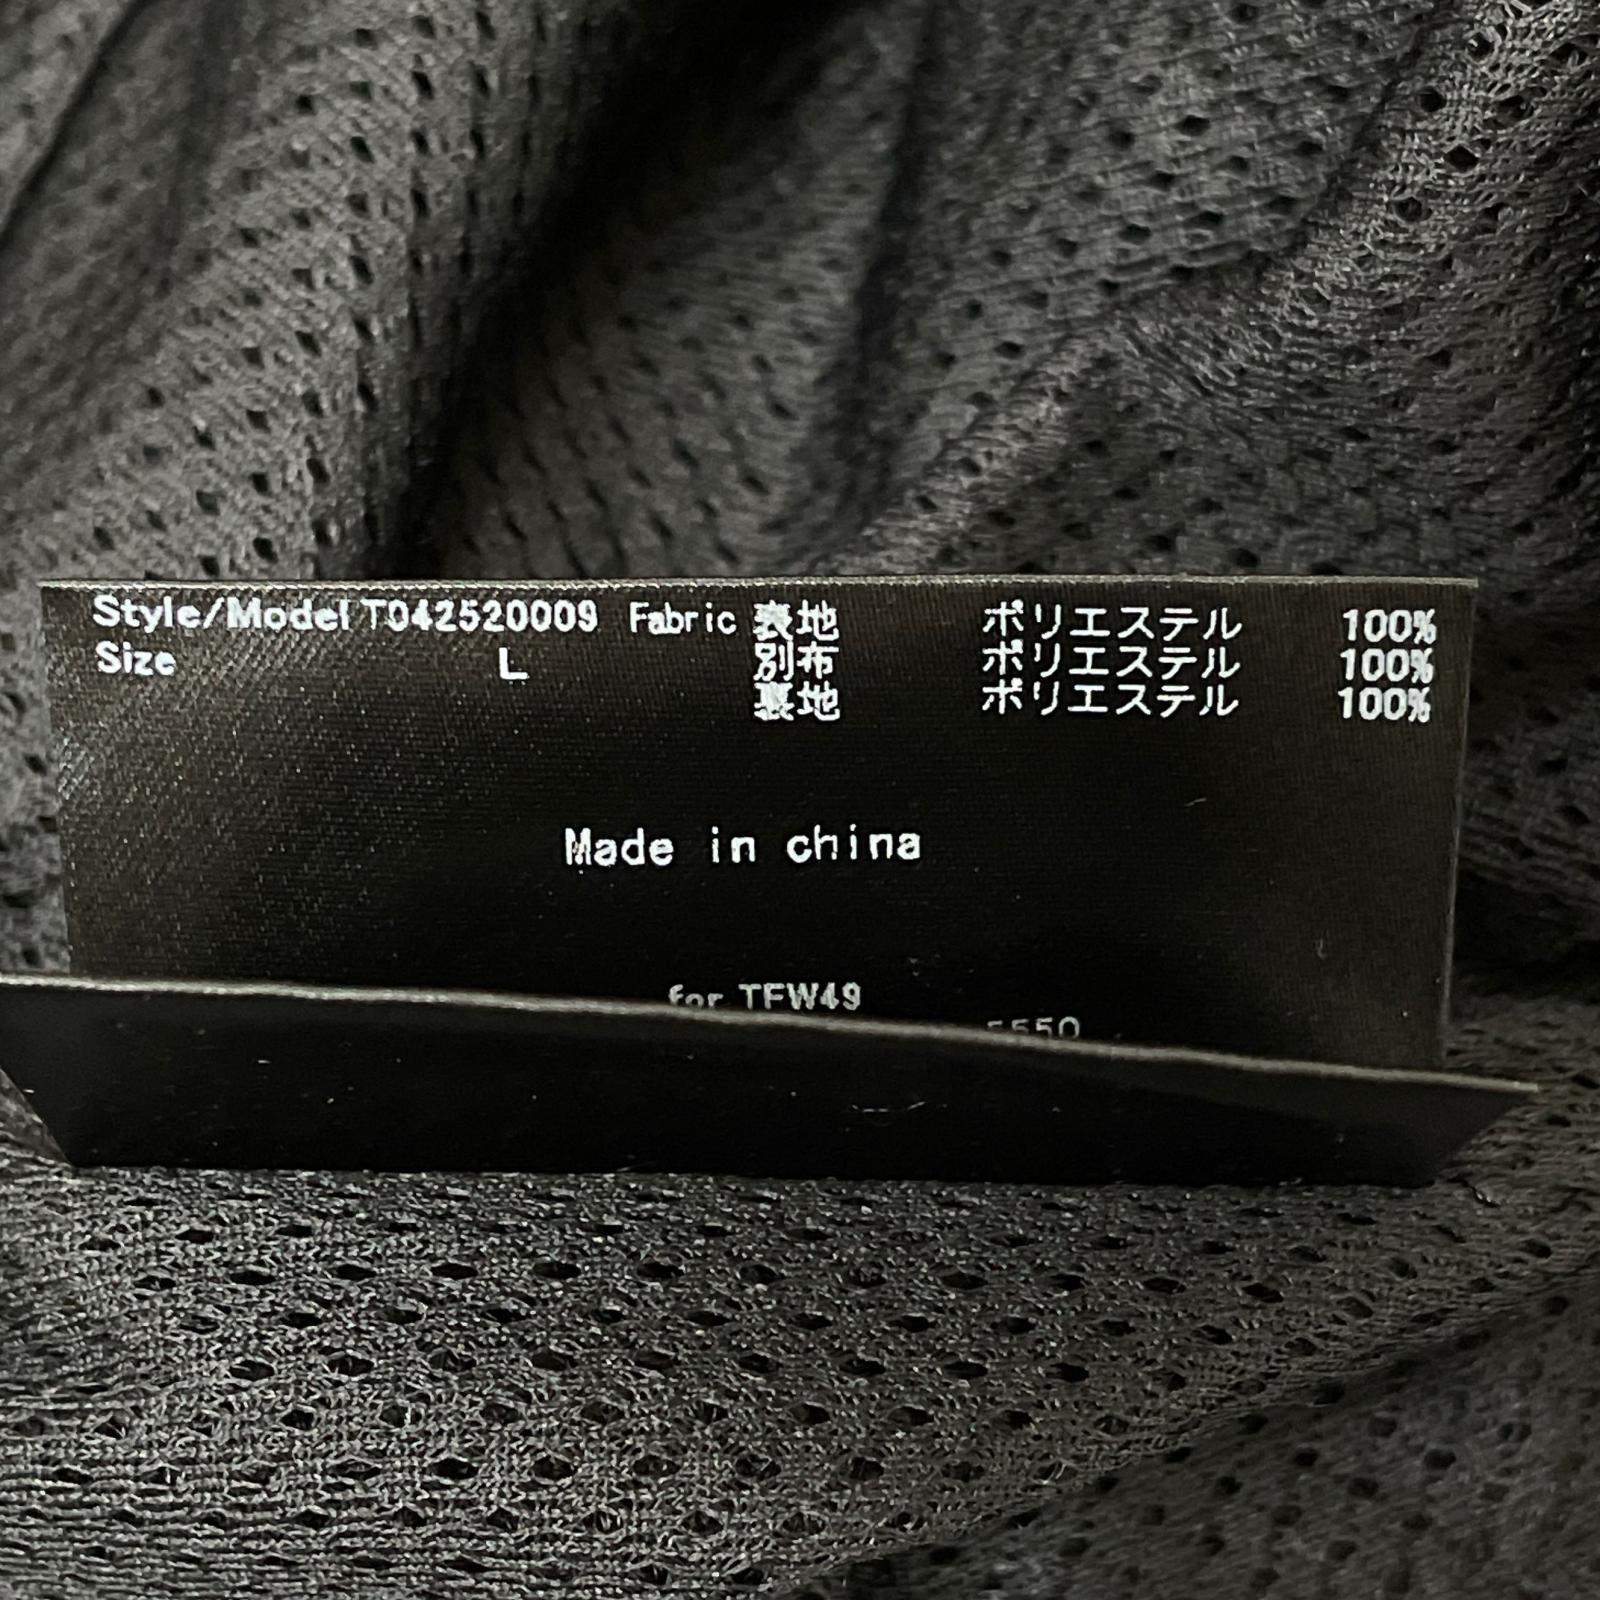 Style/Model T042520009 Fabric 表地 ポリエステル 100%
Size L 別布 ポリエステル 100%
裏地 ポリエステル 100%
Made in china
for TFW49